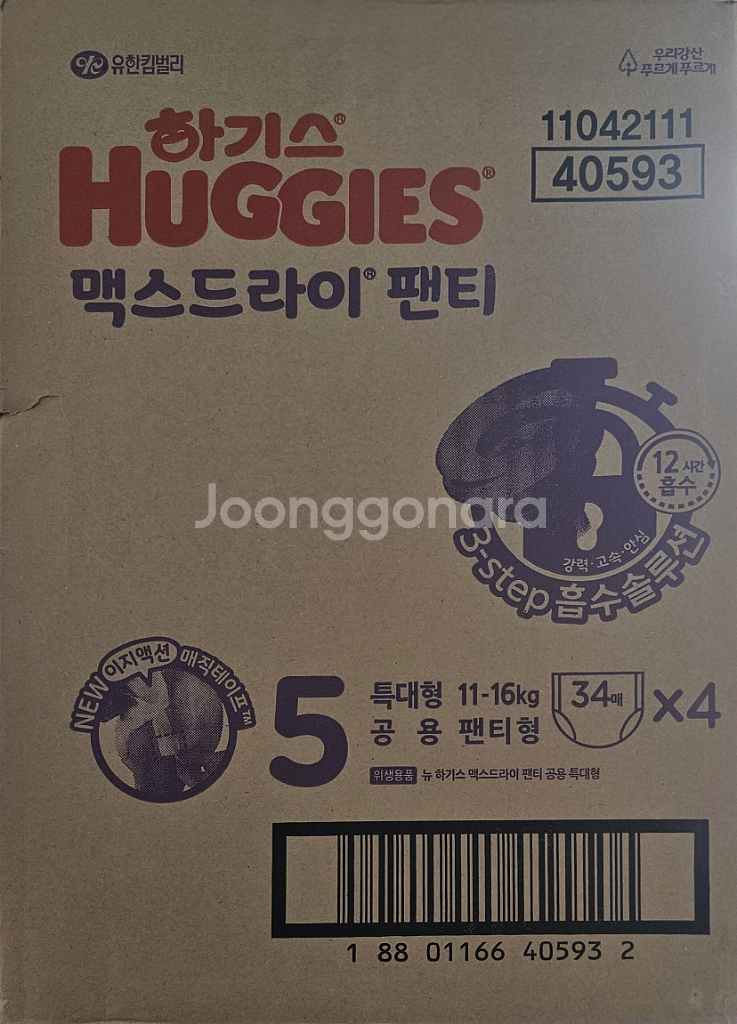 유한킴벌리
우리강산
푸르게 푸르게
하기스®
HUGGIES®
11042111
40593
맥스드라이® 팬티
12시간
흡수
강력·고속·안심
3-step 흡수솔루션
Joonggonara
NEW 이지액션 매직테이프™
5
특대형 11-16kg
공용 팬티형
34매
x4
위생용품 뉴 하기스 맥스드라이 팬티 공용 특대형
1 88 01166 40593 2